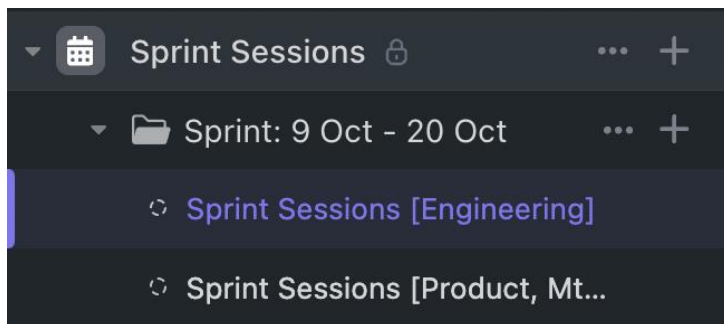 Sprint Sessions
Sprint: 9 Oct - 20 Oct
Sprint Sessions [Engineering]
Sprint Sessions [Product, Mt...